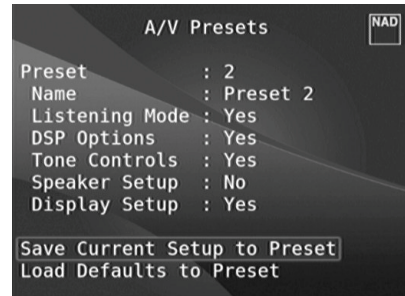 A/V Presets
NAD
Preset : 2
Name : Preset 2
Listening Mode : Yes
DSP Options : Yes
Tone Controls : Yes
Speaker Setup : No
Display Setup : Yes
Save Current Setup to Preset
Load Defaults to Preset